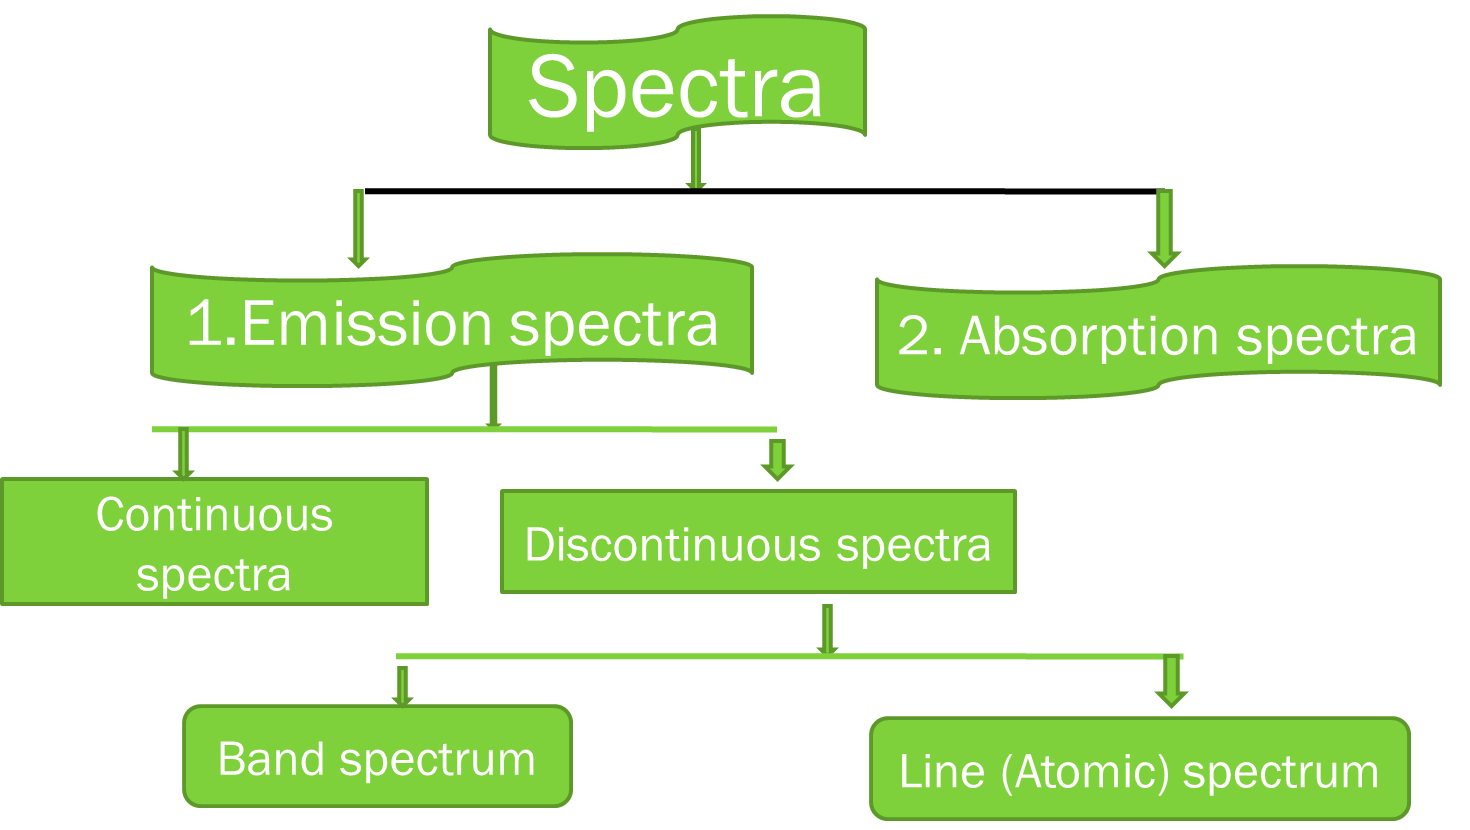 Spectra
1.Emission spectra
2. Absorption spectra
Continuous
spectra
Discontinuous spectra
Band spectrum
Line (Atomic) spectrum